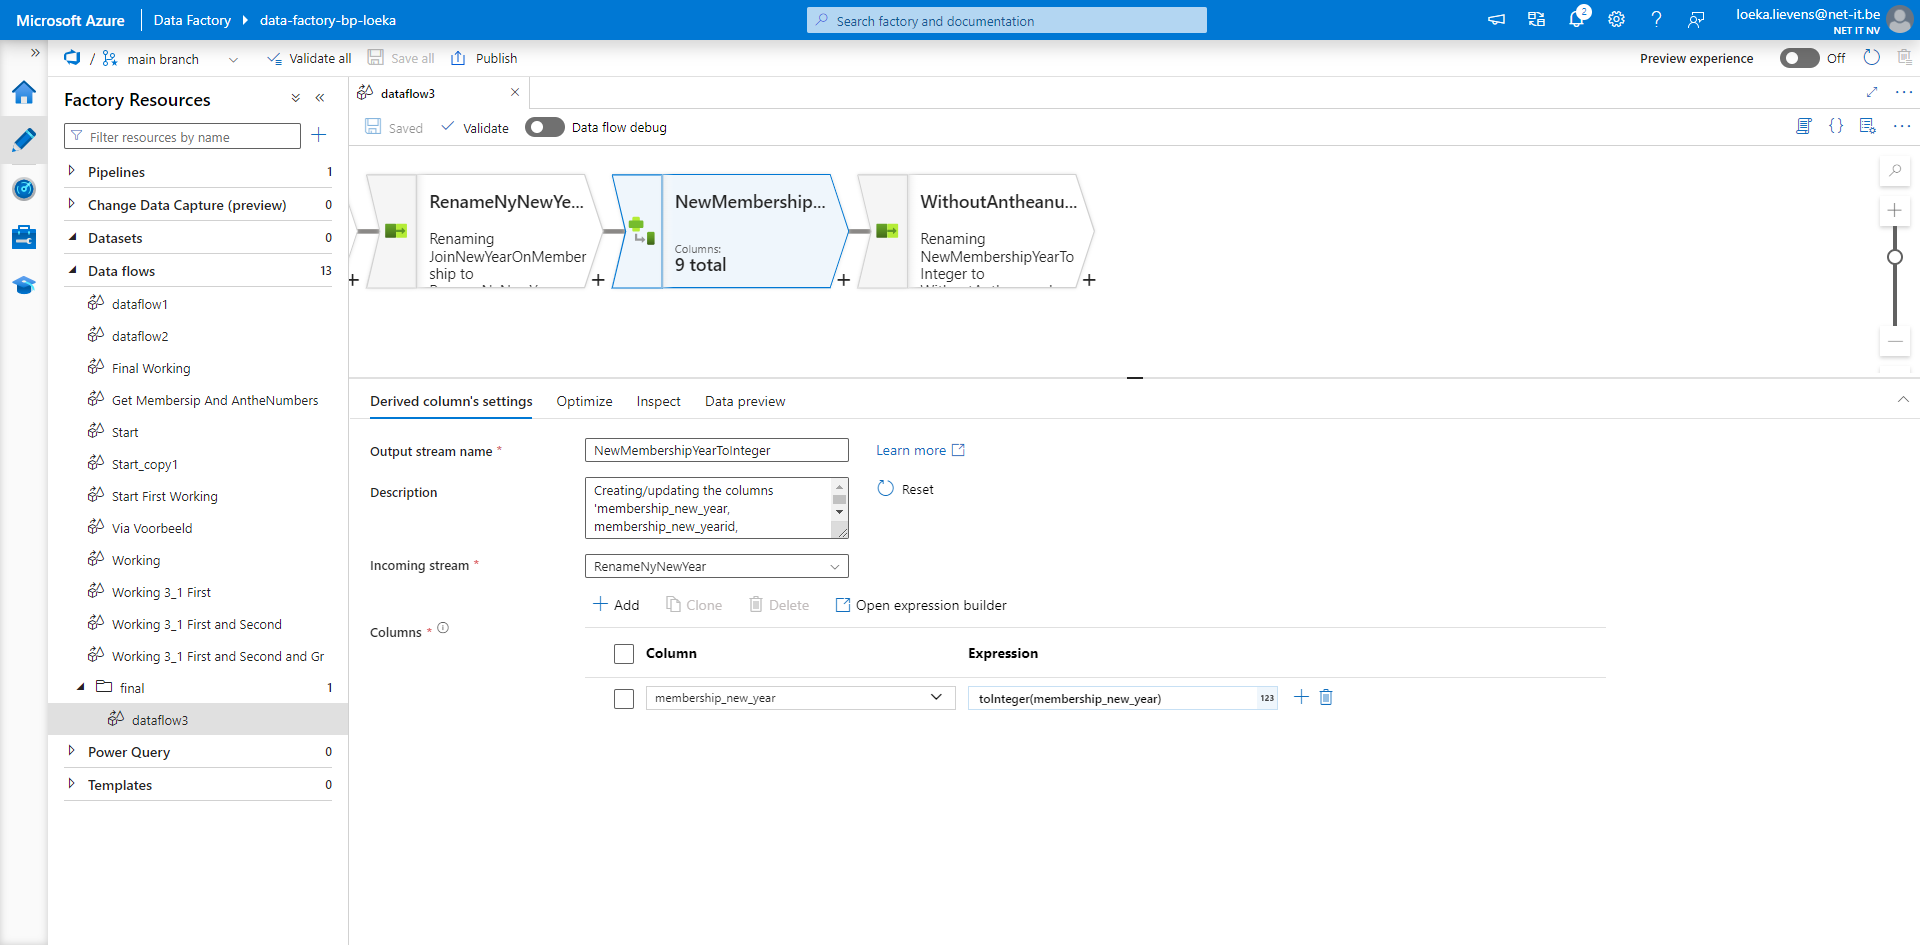 Microsoft Azure
Data Factory
data-factory-bp-loeka
Search factory and documentation
2
loeka.lievens@net-it.be
NET IT NV
/
main branch
Validate all
Save all
Publish
Preview experience
Off
Factory Resources
Filter resources by name
Pipelines 1
Change Data Capture (preview) 0
Datasets 0
Data flows 13
dataflow1
dataflow2
Final Working
Get Membersip And AntheNumbers
Start
Start_copy1
Start First Working
Via Voorbeeld
Working
Working 3_1 First
Working 3_1 First and Second
Working 3_1 First and Second and Gr
final 1
dataflow3
Power Query 0
Templates 0
dataflow3
Saved
Validate
Data flow debug
RenameNyNewYe...
Renaming
JoinNewYearOnMember
ship to
NewMembership...
Columns:
9 total
WithoutAntheanu...
Renaming
NewMembershipYearTo
Integer to
Derived column's settings
Optimize
Inspect
Data preview
Output stream name *
NewMembershipYearToInteger
Learn more
Description
Creating/updating the columns
'membership_new_year,
membership_new_yearid,
Reset
Incoming stream *
RenameNyNewYear
Add
Clone
Delete
Open expression builder
Columns *
Column
Expression
membership_new_year
toInteger(membership_new_year)
123